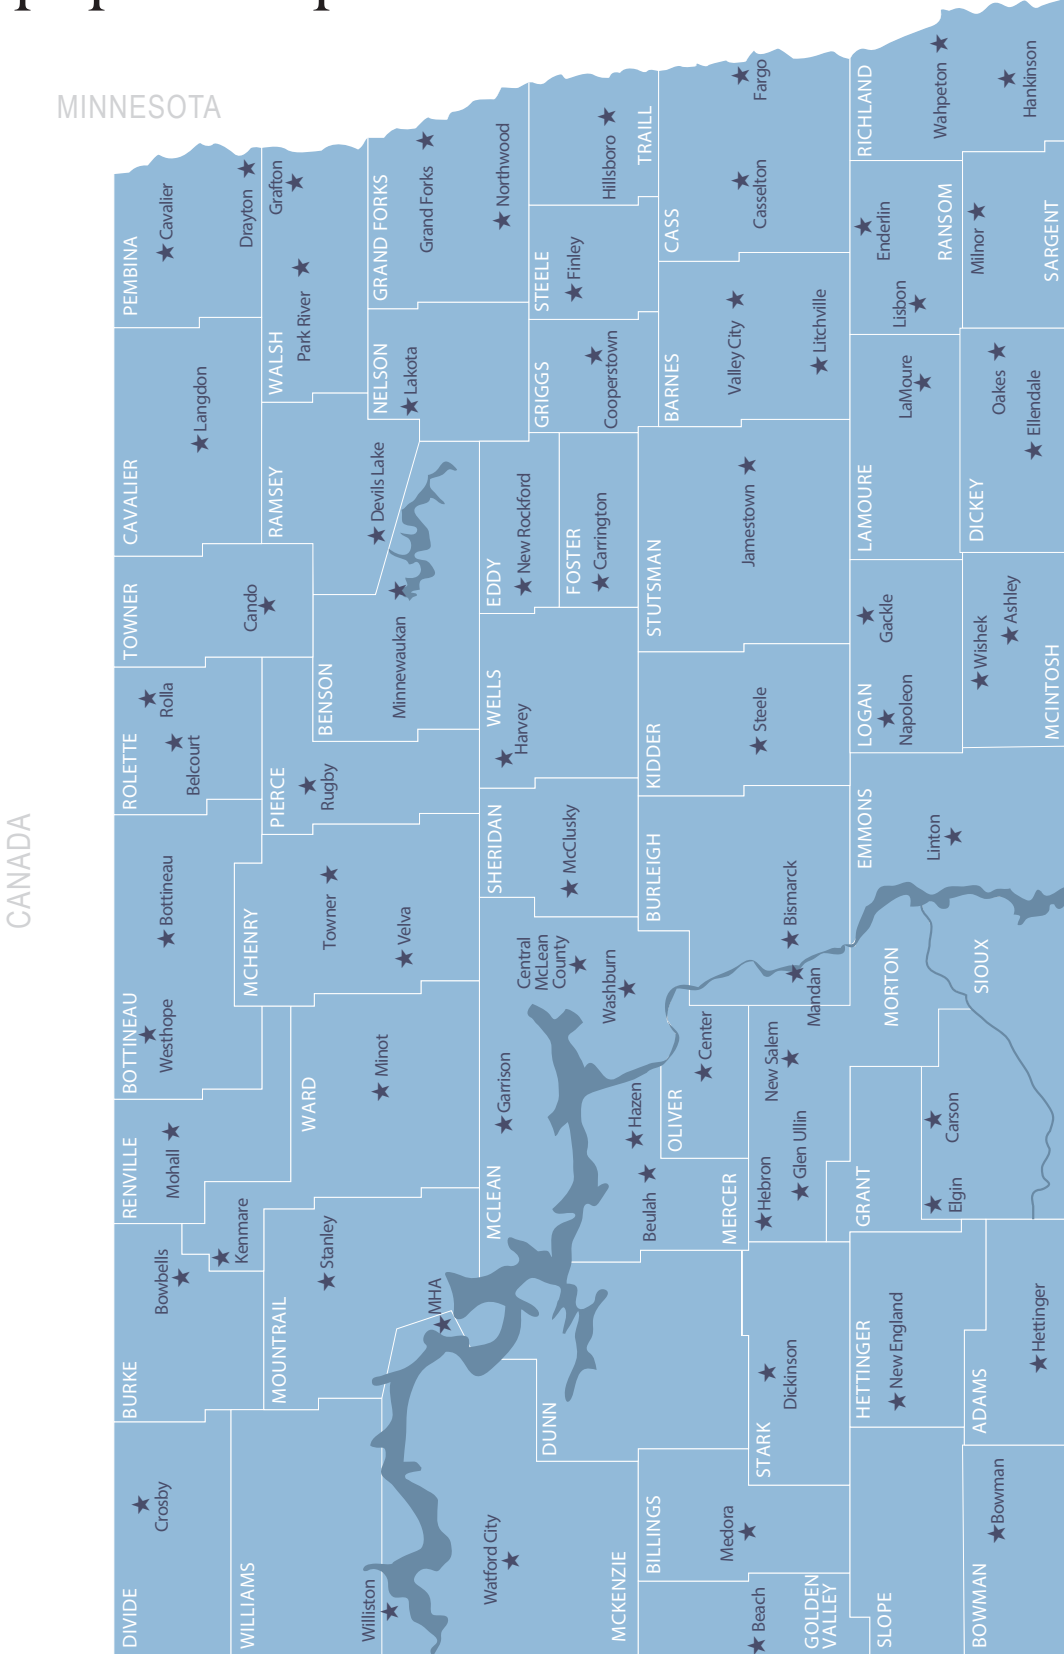 CANADA
MINNESOTA
DIVIDE
Crosby
BURKE
Bowbells
RENVILLE
Mohall
BOTTINEAU
Westhope
Bottineau
ROLETTE
Belcourt
Rolla
TOWNER
Cando
CAVALIER
Langdon
PEMBINA
Cavalier
Drayton
WILLIAMS
Williston
MOUNTRAIL
Stanley
Kenmare
WARD
Minot
MCHENRY
Towner
Velva
PIERCE
Rugby
BENSON
Minnewaukan
RAMSEY
Devils Lake
WALSH
Park River
Grafton
NELSON
Lakota
GRAND FORKS
Grand Forks
Northwood
MCKENZIE
Watford City
MHA
DUNN
MCLEAN
Garrison
Central
McLean
County
Washburn
SHERIDAN
McClusky
WELLS
Harvey
EDDY
New Rockford
FOSTER
Carrington
GRIGGS
Cooperstown
STEELE
Finley
TRAILL
Hillsboro
GOLDEN
VALLEY
Beach
BILLINGS
Medora
STARK
Dickinson
MERCER
Beulah
Hazen
OLIVER
Center
Hebron
Glen Ullin
New Salem
Mandan
MORTON
BURLEIGH
Bismarck
KIDDER
Steele
STUTSMAN
Jamestown
BARNES
Valley City
Litchville
CASS
Casselton
Fargo
SLOPE
HETTINGER
New England
GRANT
Elgin
Carson
SIOUX
EMMONS
Linton
LOGAN
Napoleon
Gackle
LAMOURE
LaMoure
RANSOM
Lisbon
Enderlin
RICHLAND
Wahpeton
Hankinson
BOWMAN
Bowman
ADAMS
Hettinger
MCINTOSH
Wishek
Ashley
DICKEY
Ellendale
Oakes
SARGENT
Milnor